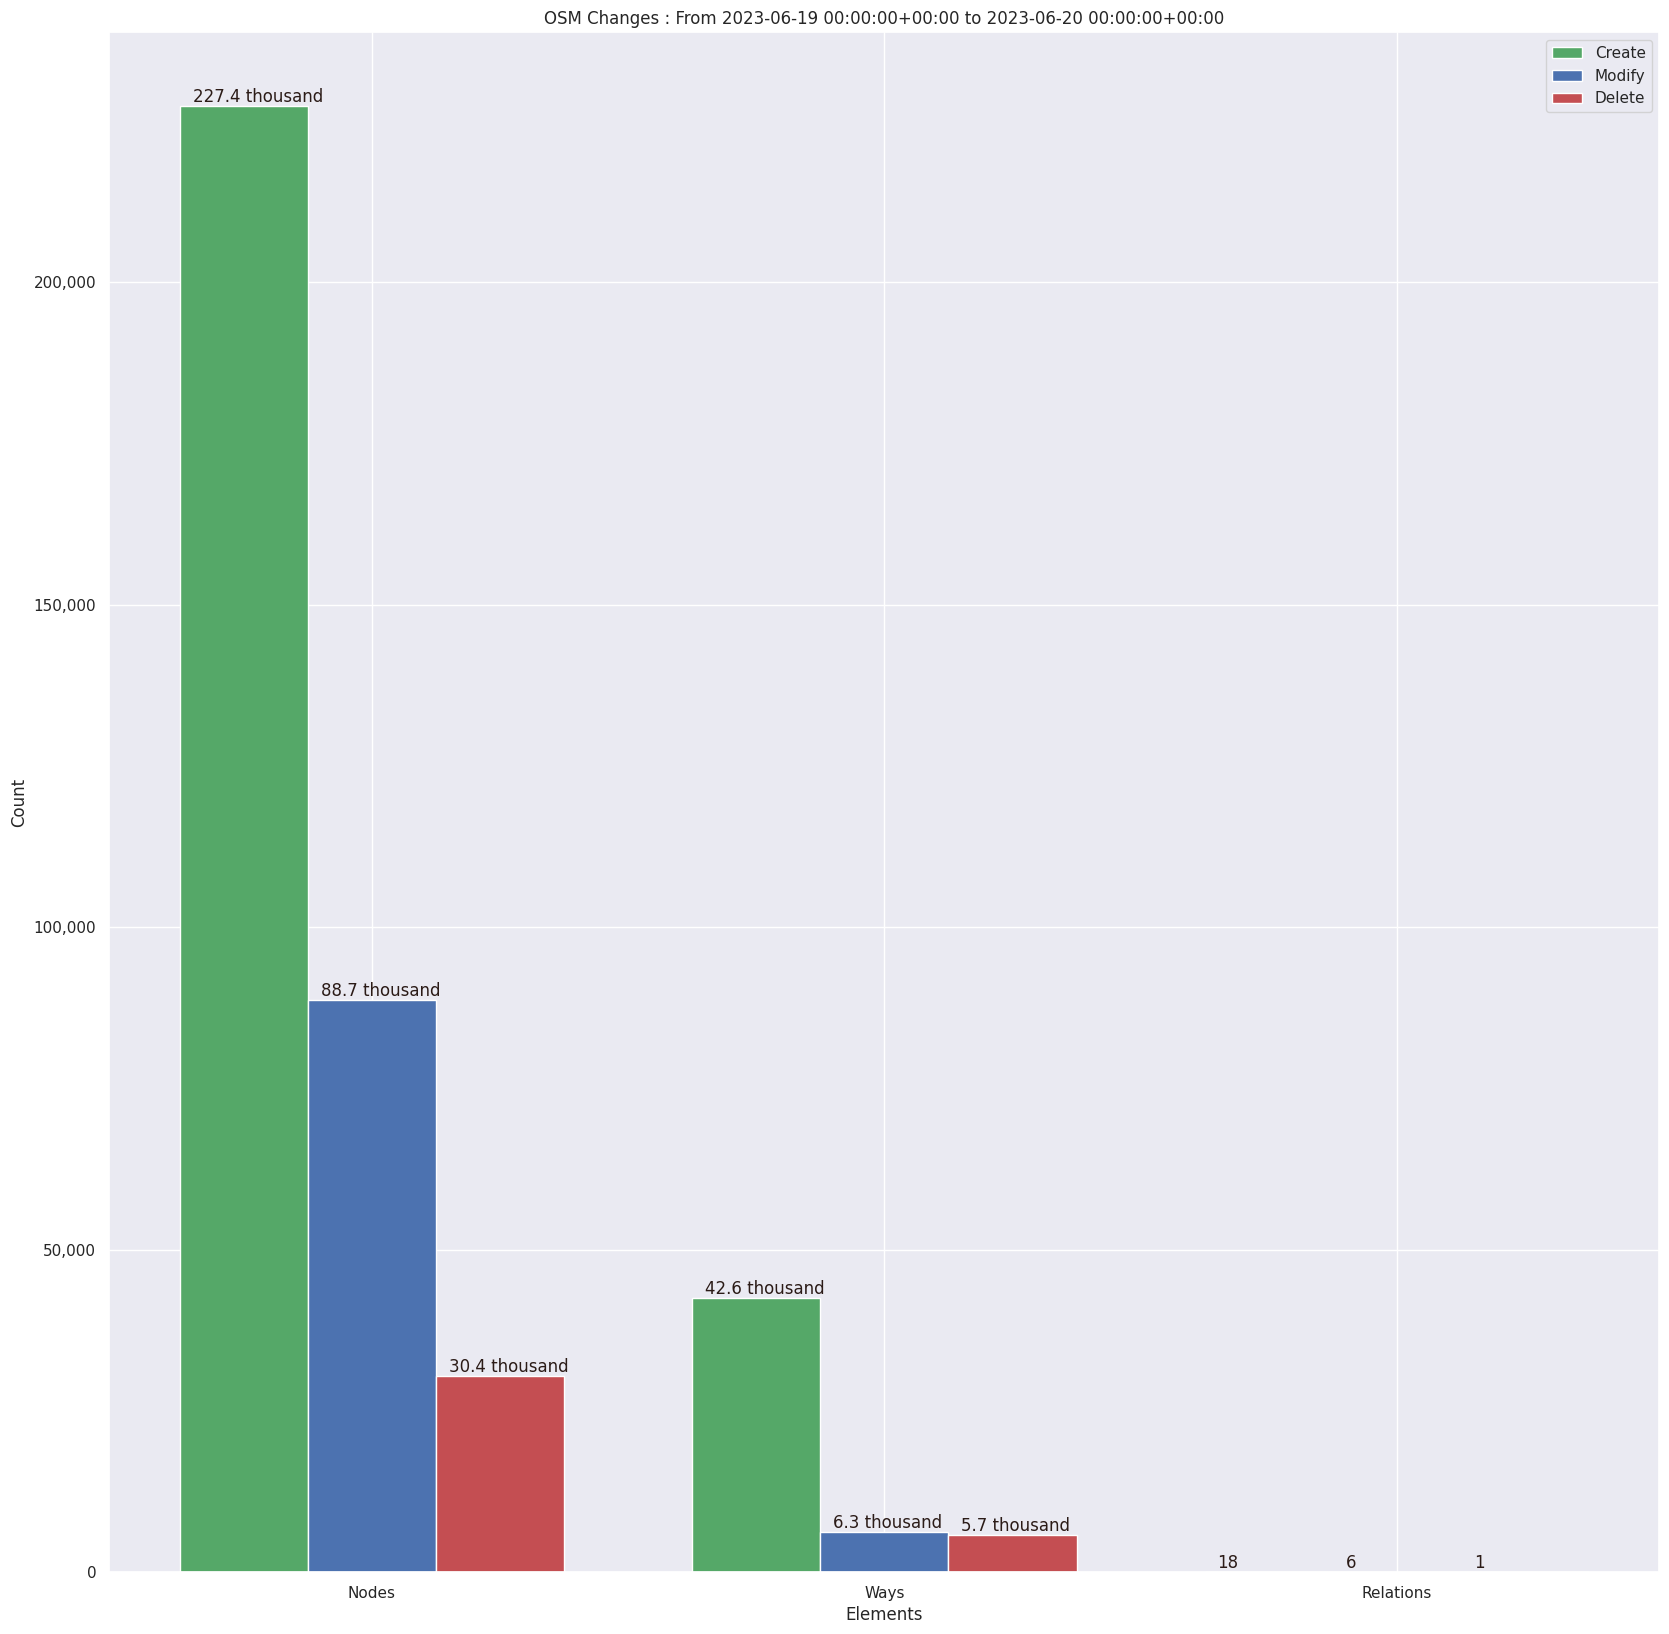 OSM Changes : From 2023-06-19 00:00:00+00:00 to 2023-06-20 00:00:00+00:00
Create
Modify
Delete
227.4 thousand
200,000
150,000
Count
100,000
88.7 thousand
50,000
42.6 thousand
30.4 thousand
6.3 thousand
5.7 thousand
18
6
1
0
Nodes
Ways
Relations
Elements